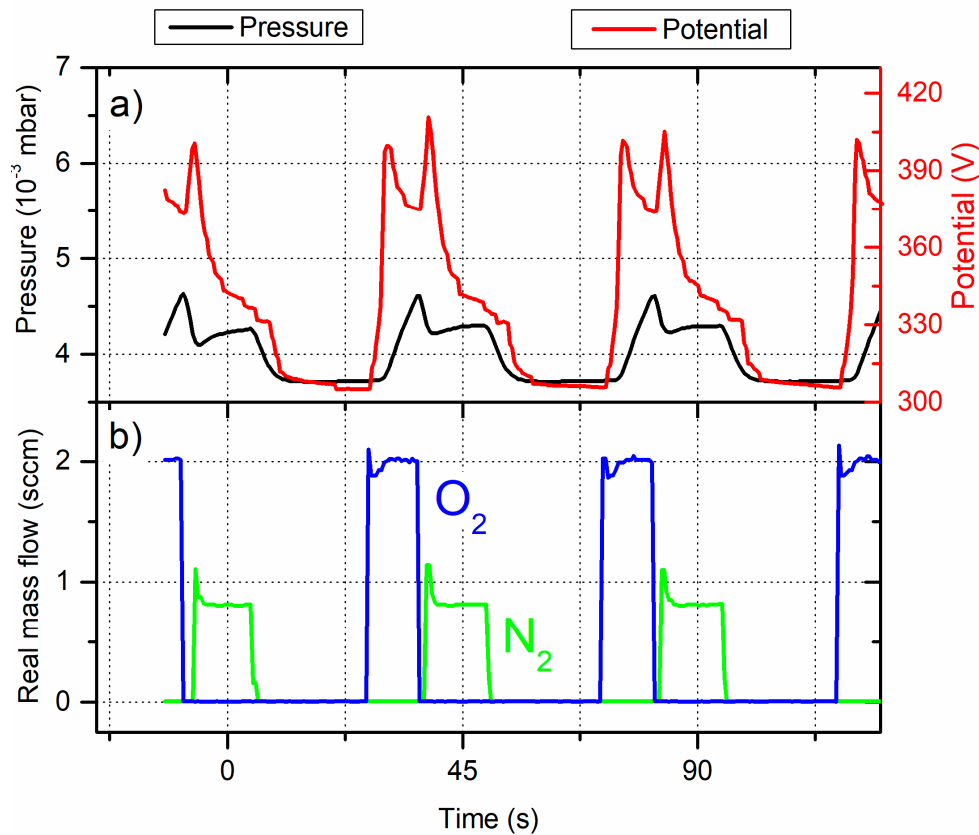 Pressure
Potential
a)
Pressure (10⁻³ mbar)
7
6
5
4
420
390
360
330
300
Potential (V)
b)
Real mass flow (sccm)
2
1
0
O₂
N₂
0 45 90
Time (s)